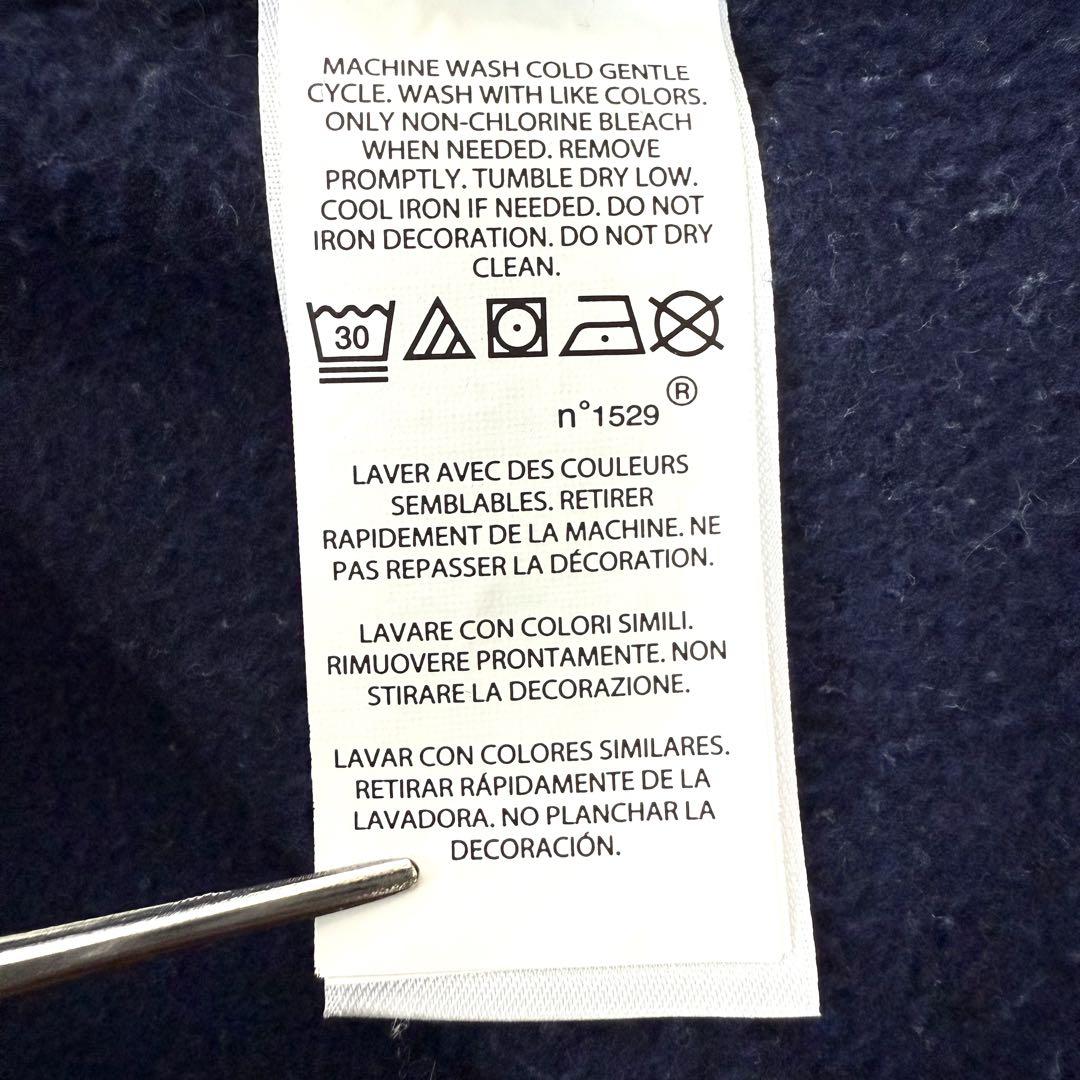 MACHINE WASH COLD GENTLE
CYCLE. WASH WITH LIKE COLORS.
ONLY NON-CHLORINE BLEACH
WHEN NEEDED. REMOVE
PROMPTLY. TUMBLE DRY LOW.
COOL IRON IF NEEDED. DO NOT
IRON DECORATION. DO NOT DRY
CLEAN.
30
n°1529®
LAVER AVEC DES COULEURS
SEMBLABLES. RETIRER
RAPIDEMENT DE LA MACHINE. NE
PAS REPASSER LA DÉCORATION.
LAVARE CON COLORI SIMILI.
RIMUOVERE PRONTAMENTE. NON
STIRARE LA DECORAZIONE.
LAVAR CON COLORES SIMILARES.
RETIRAR RÁPIDAMENTE DE LA
LAVADORA. NO PLANCHAR LA
DECORACIÓN.